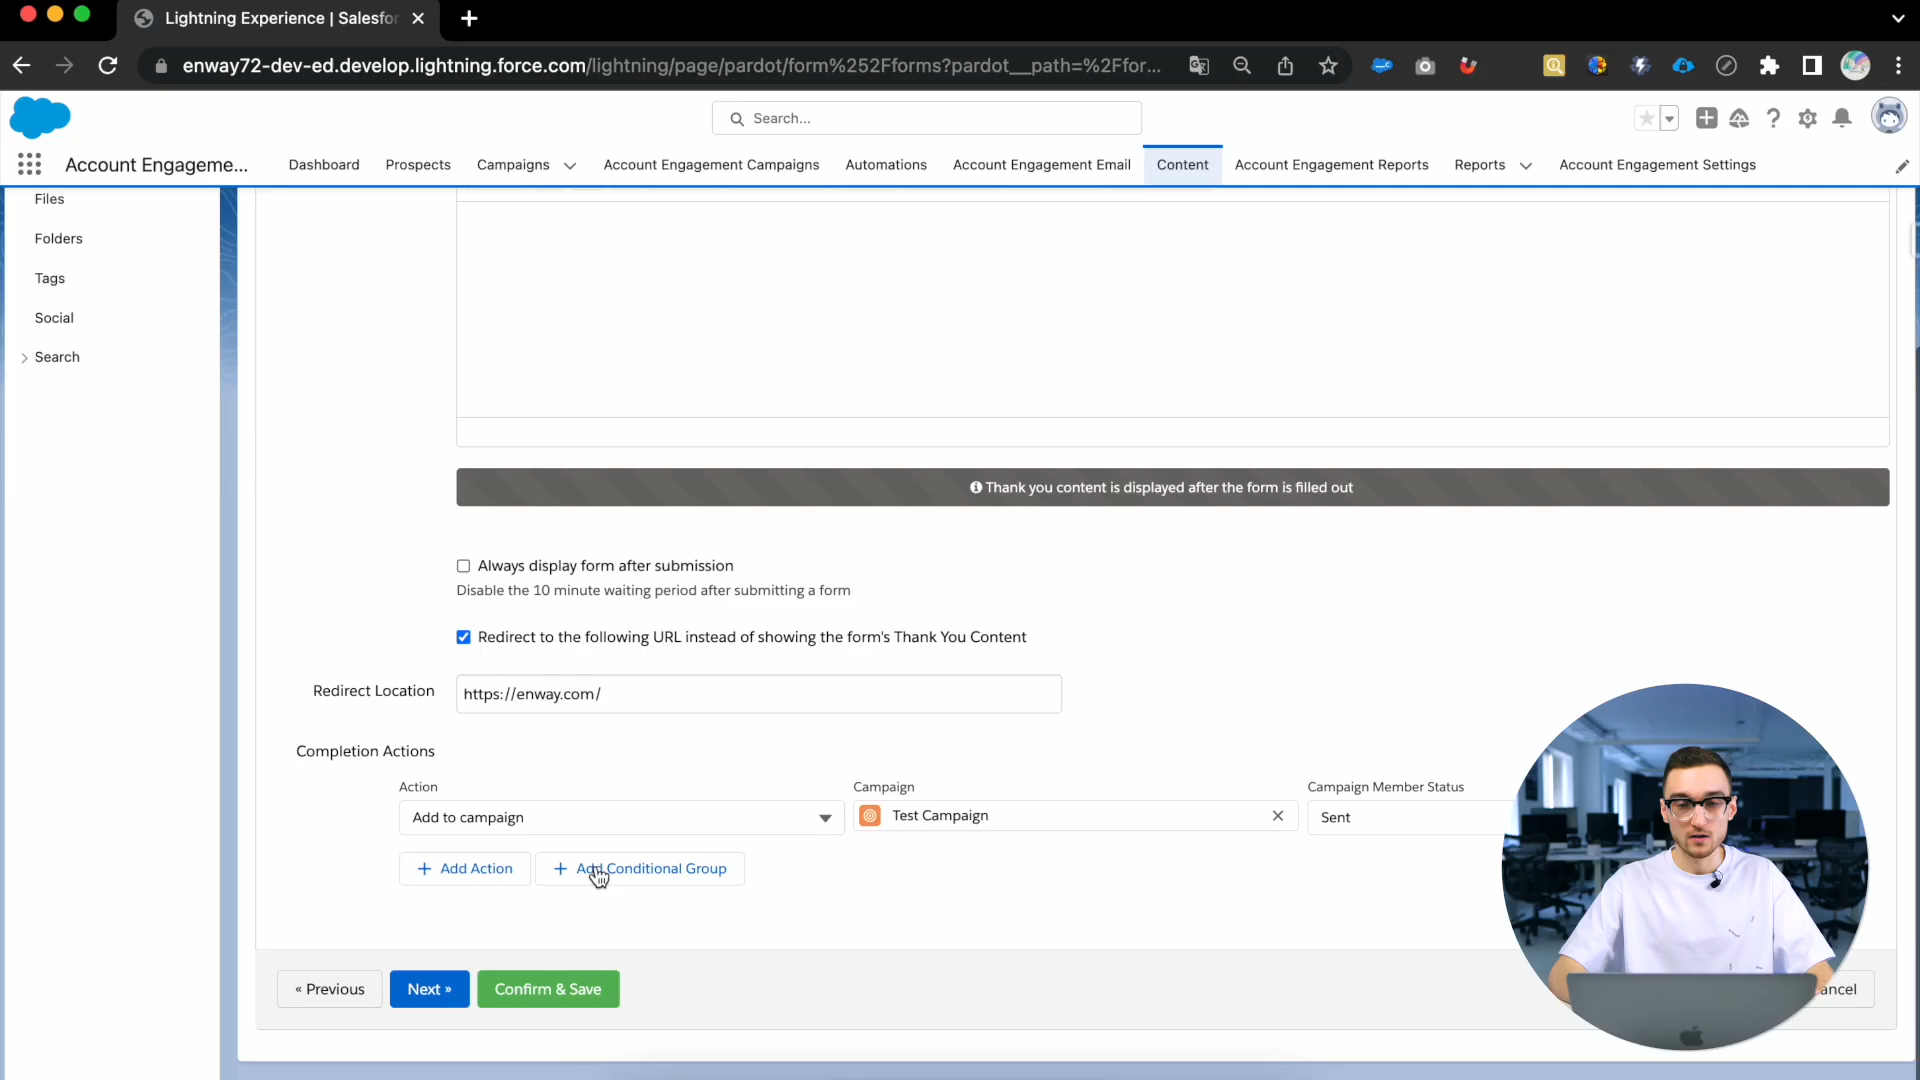 Lightning Experience | Salesfor
enway72-dev-ed.develop.lightning.force.com/lightning/page/pardot/form%252Fforms?pardot__path=%2Ffor...
Search...
Account Engageme...
Dashboard
Prospects
Campaigns
Account Engagement Campaigns
Automations
Account Engagement Email
Content
Account Engagement Reports
Reports
Account Engagement Settings
Files
Folders
Tags
Social
Search
Thank you content is displayed after the form is filled out
Always display form after submission
Disable the 10 minute waiting period after submitting a form
Redirect to the following URL instead of showing the form's Thank You Content
Redirect Location
https://enway.com/
Completion Actions
Action
Campaign
Campaign Member Status
Add to campaign
Test Campaign
Sent
+ Add Action
+ Add Conditional Group
« Previous
Next »
Confirm & Save
ancel